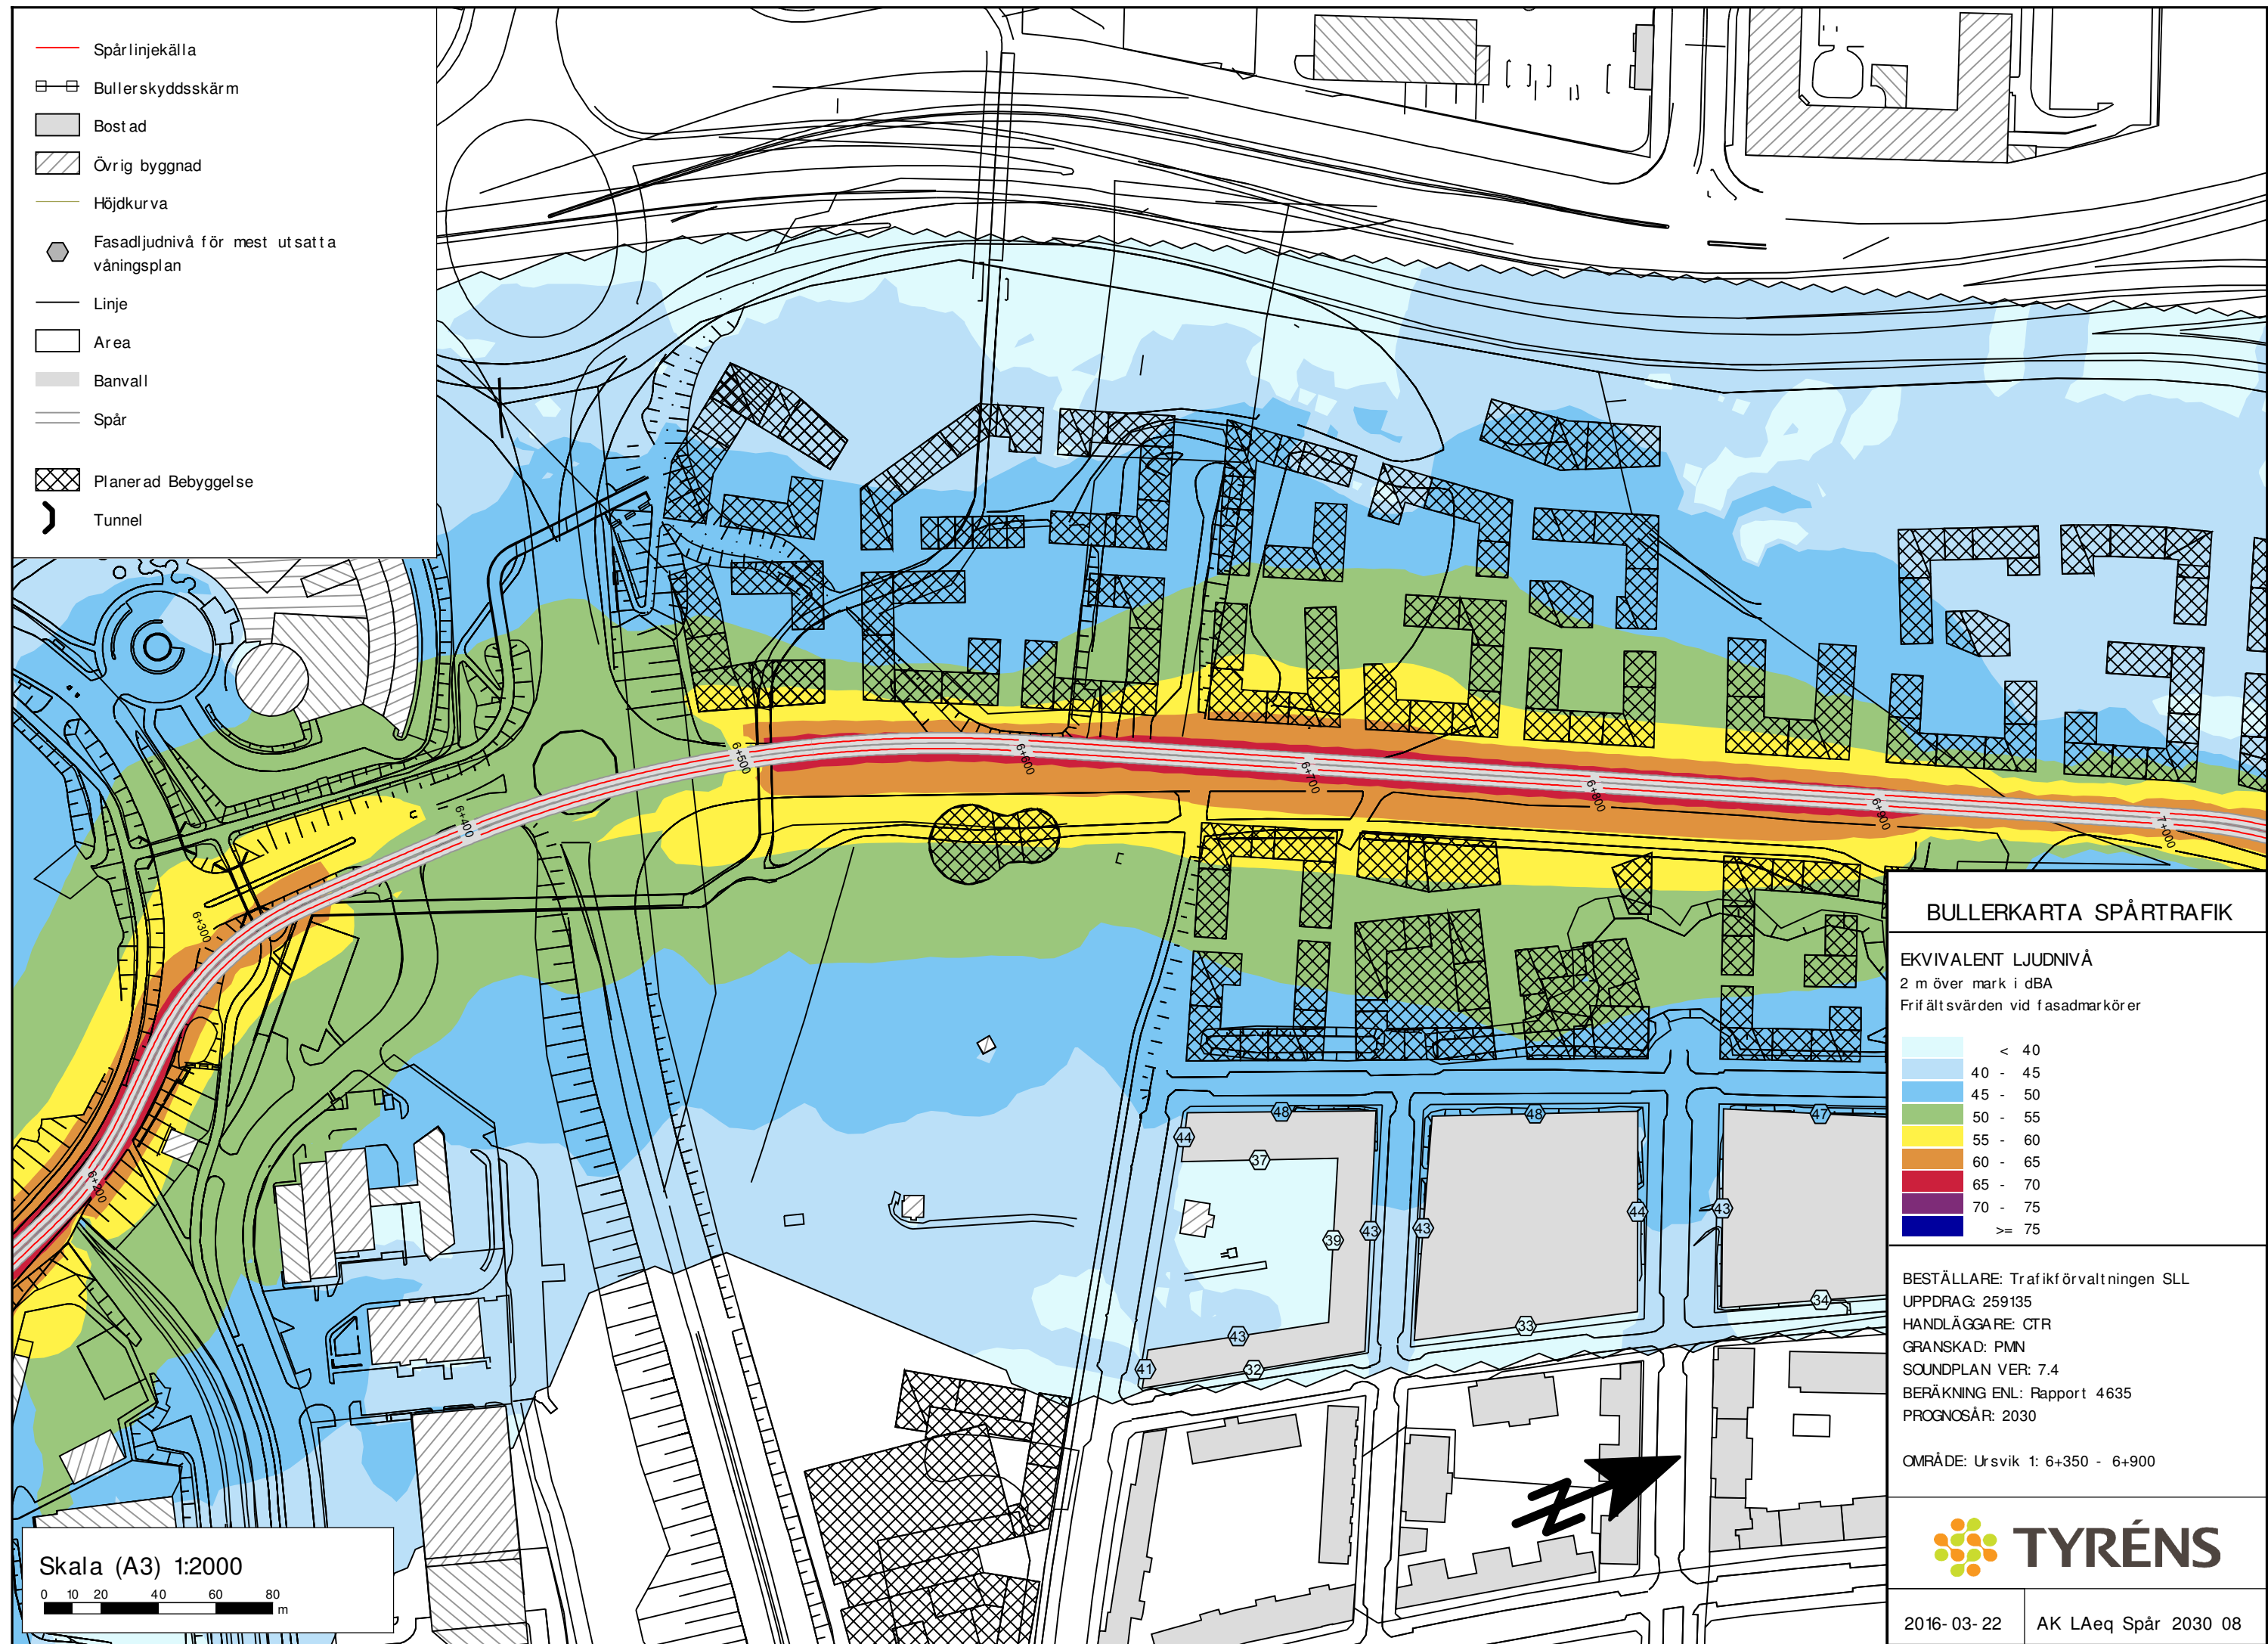 Spårlinjekälla
Bullerskyddsskärm
Bostad
Övrig byggnad
Höjdkurva
Fasadljudnivå för mest utsatta
våningsplan
Linje
Area
Banvall
Spår
Planerad Bebyggelse
Tunnel
6+200
6+300
6+400
6+500
6+600
6+700
6+800
6+900
7+000
48
44
37
39
43
43
41
32
48
43
44
33
47
43
34
Skala (A3) 1:2000
0 10 20 40 60 80
m
BULLERKARTA SPÅRTRAFIK
EKVIVALENT LJUDNIVÅ
2 m över mark i dBA
Frifältsvärden vid fasadmarkörer
< 40
40 - 45
45 - 50
50 - 55
55 - 60
60 - 65
65 - 70
70 - 75
>= 75
BESTÄLLARE: Trafikförvaltningen SLL
UPPDRAG: 259135
HANDLÄGGARE: CTR
GRANSKAD: PMN
SOUNDPLAN VER: 7.4
BERÄKNING ENL: Rapport 4635
PROGNOSÅR: 2030
OMRÅDE: Ursvik 1: 6+350 - 6+900
TYRÉNS
2016-03-22
AK LAeq Spår 2030 08